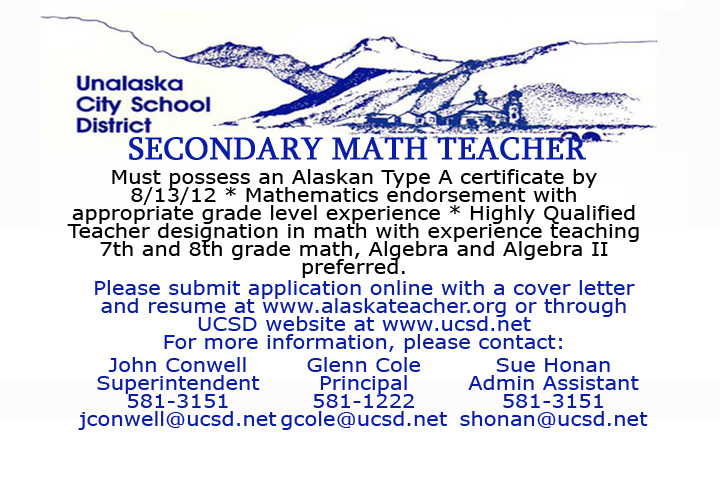 Unalaska
City School
District
SECONDARY MATH TEACHER
Must possess an Alaskan Type A certificate by
8/13/12 * Mathematics endorsement with
appropriate grade level experience * Highly Qualified
Teacher designation in math with experience teaching
7th and 8th grade math, Algebra and Algebra II
preferred.
Please submit application online with a cover letter
and resume at www.alaskateacher.org or through
UCSD website at www.ucsd.net
For more information, please contact:
John Conwell
Superintendent
581-3151
jconwell@ucsd.net
Glenn Cole
Principal
581-1222
gcole@ucsd.net
Sue Honan
Admin Assistant
581-3151
shonan@ucsd.net